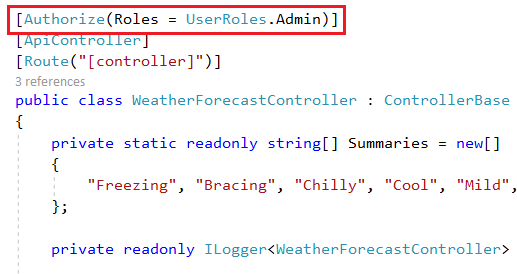 [Authorize(Roles = UserRoles.Admin)]
[ApiController]
[Route("[controller]")]
3 references
public class WeatherForecastController : ControllerBase
{
private static readonly string[] Summaries = new[]
{
"Freezing", "Bracing", "Chilly", "Cool", "Mild",
};
private readonly ILogger<WeatherForecastController>